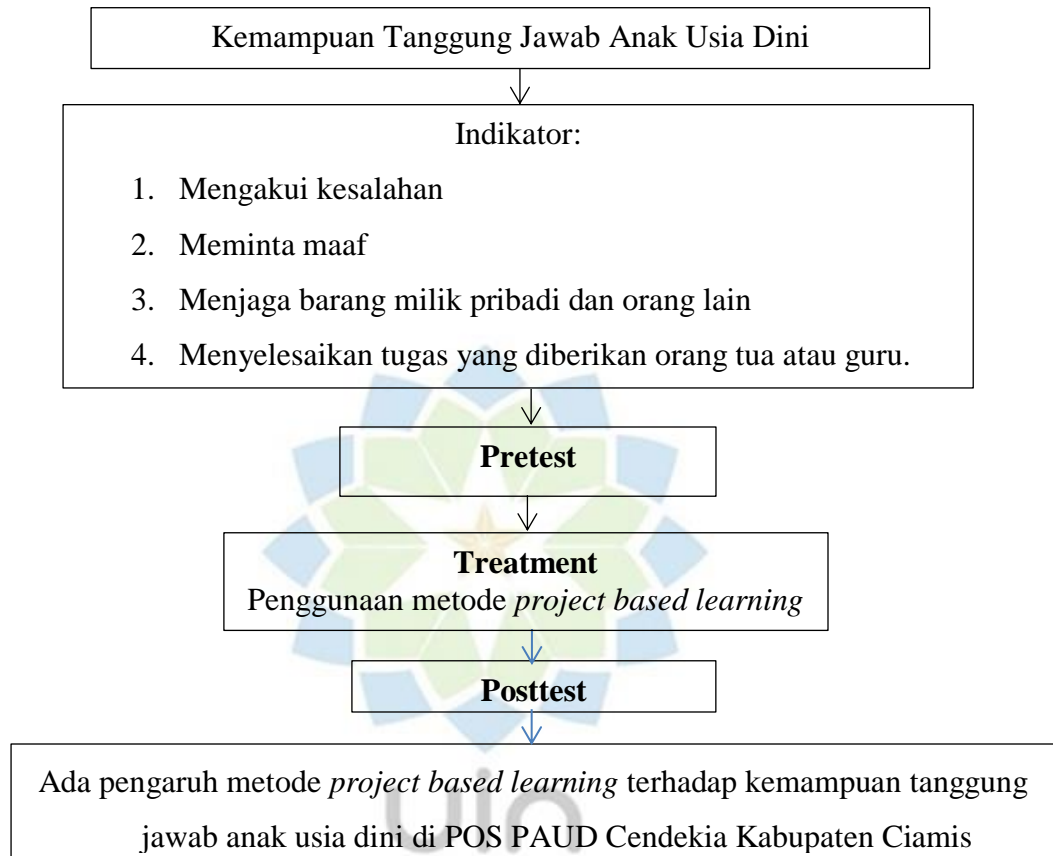 Kemampuan Tanggung Jawab Anak Usia Dini
Indikator:
1. Mengakui kesalahan
2. Meminta maaf
3. Menjaga barang milik pribadi dan orang lain
4. Menyelesaikan tugas yang diberikan orang tua atau guru.
Pretest
Treatment
Penggunaan metode project based learning
Posttest
Ada pengaruh metode project based learning terhadap kemampuan tanggung
jawab anak usia dini di POS PAUD Cendekia Kabupaten Ciamis
uin